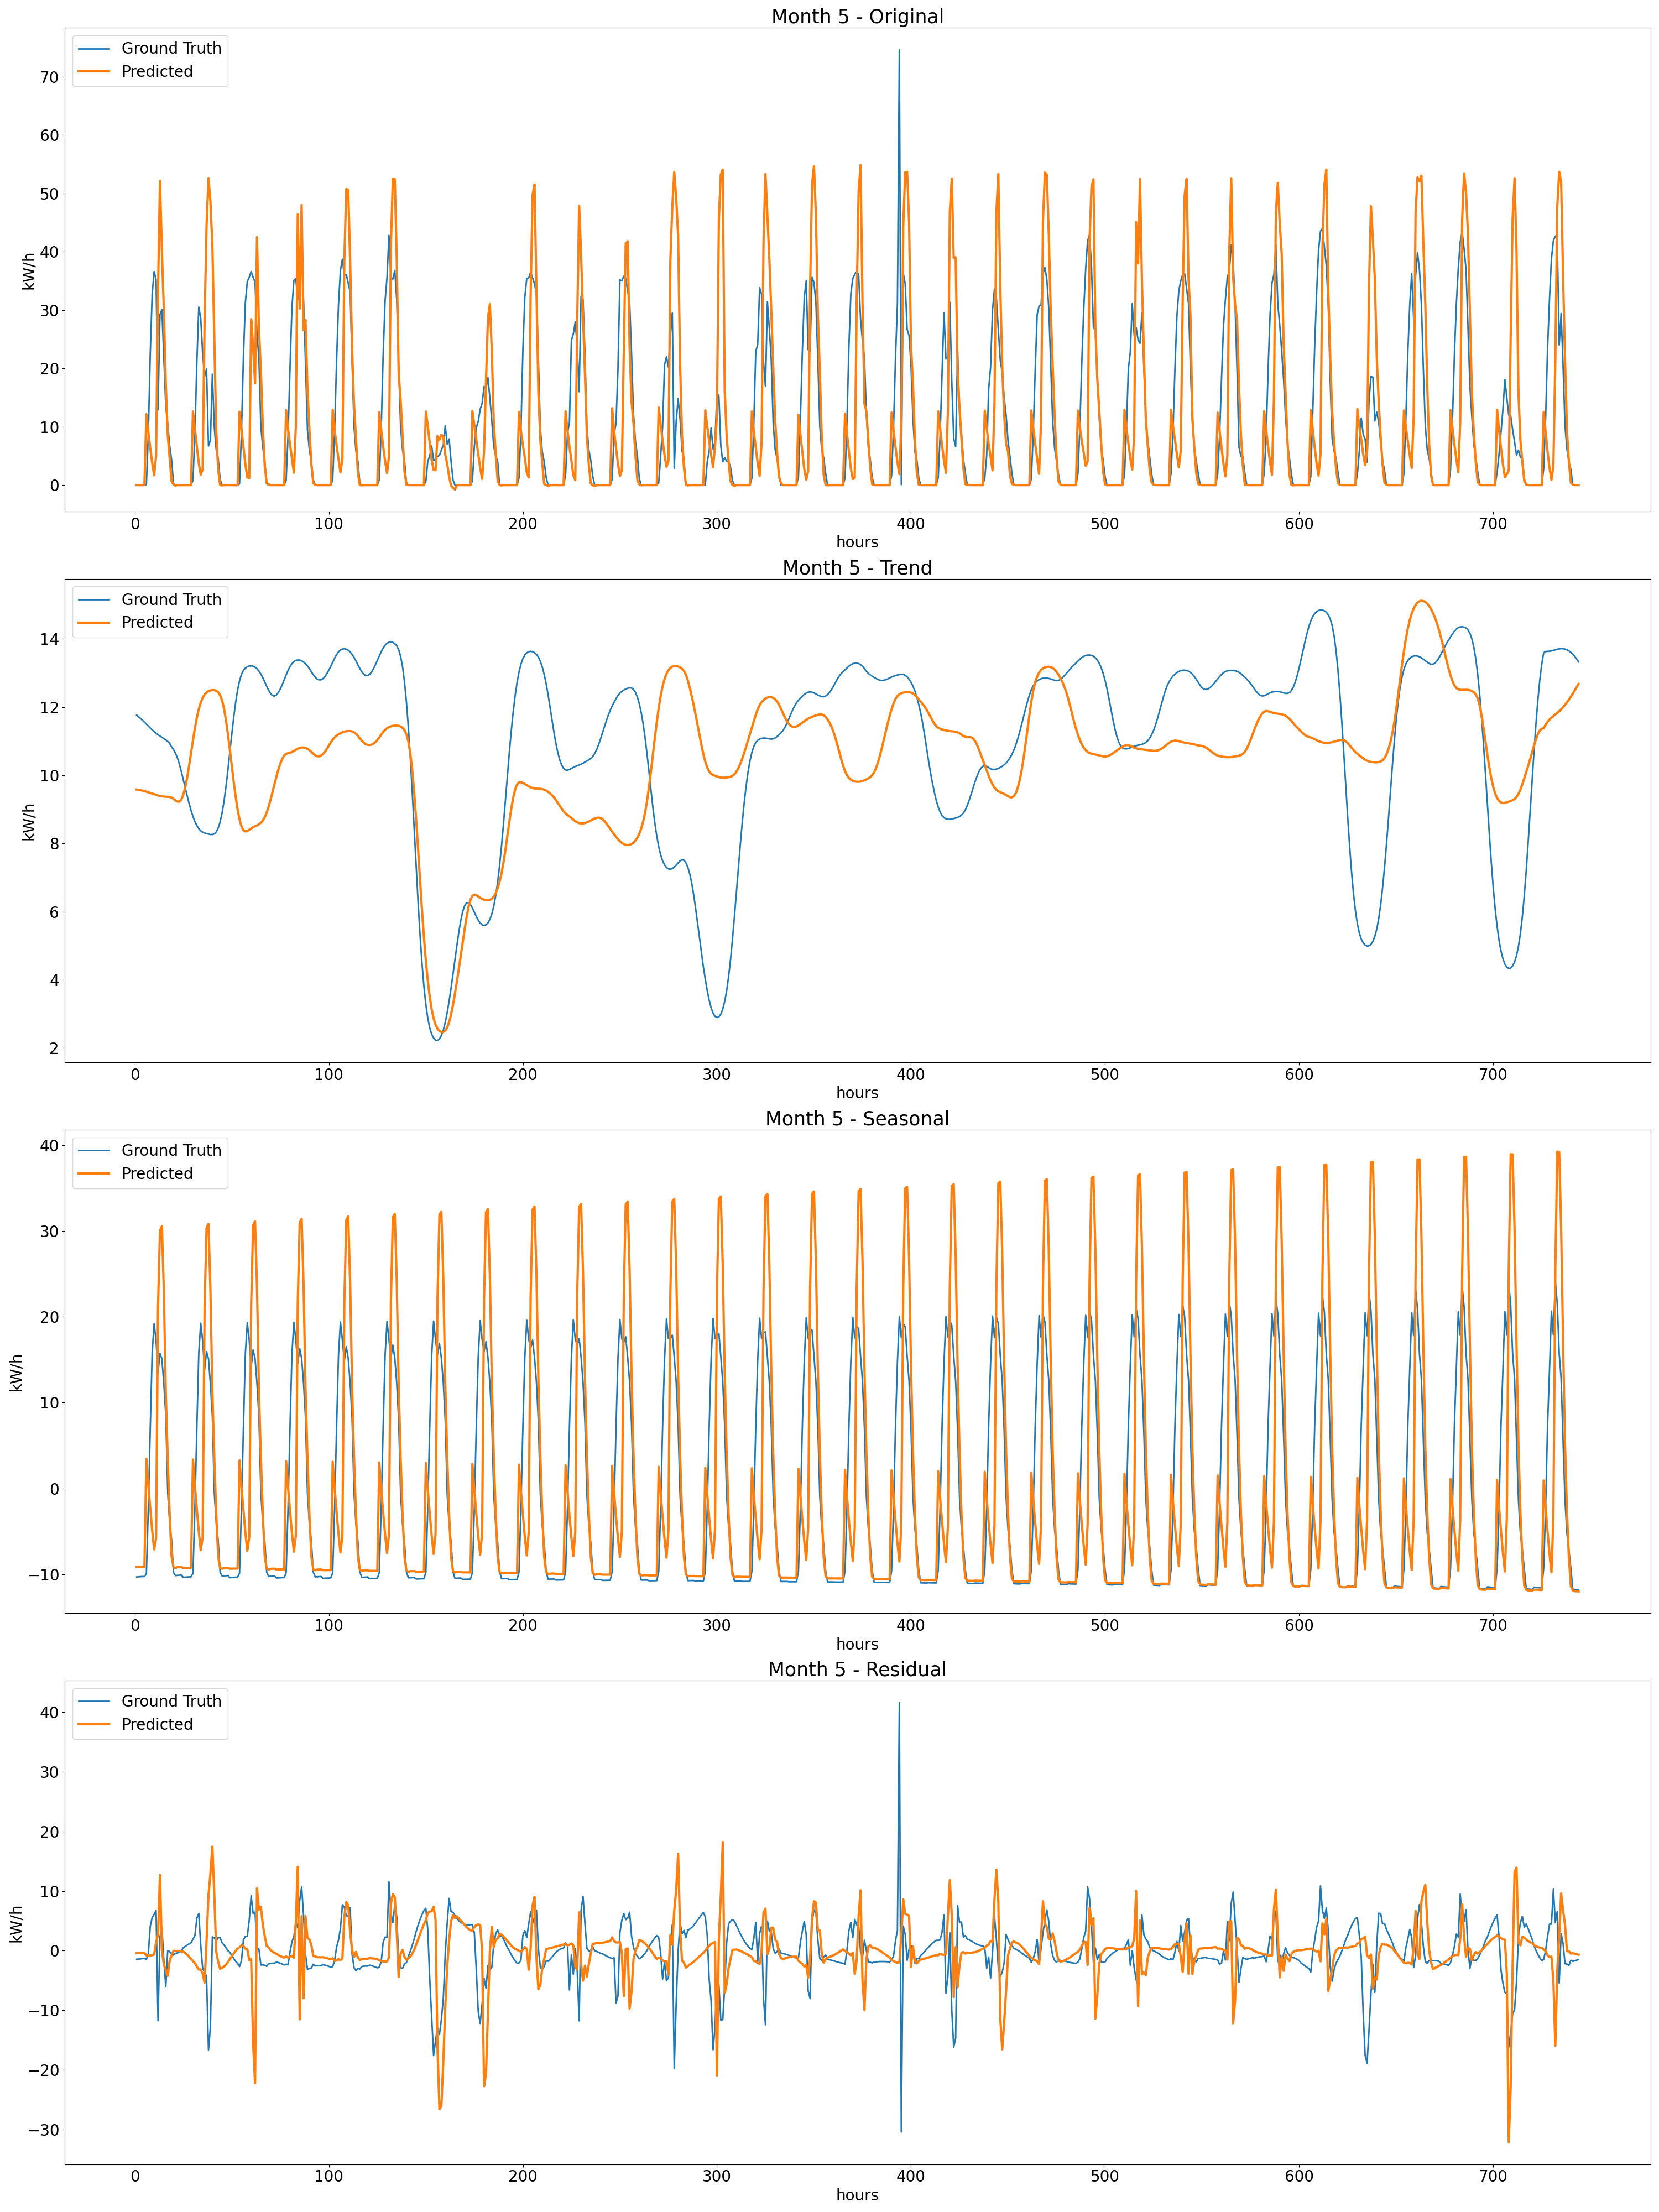 Month 5 - Original
Ground Truth
Predicted
kW/h
70
60
50
40
30
20
10
0
0 100 200 300 400 500 600 700
hours
Month 5 - Trend
Ground Truth
Predicted
kW/h
14
12
10
8
6
4
2
0 100 200 300 400 500 600 700
hours
Month 5 - Seasonal
Ground Truth
Predicted
kW/h
40
30
20
10
0
−10
0 100 200 300 400 500 600 700
hours
Month 5 - Residual
Ground Truth
Predicted
kW/h
40
30
20
10
0
−10
−20
−30
0 100 200 300 400 500 600 700
hours